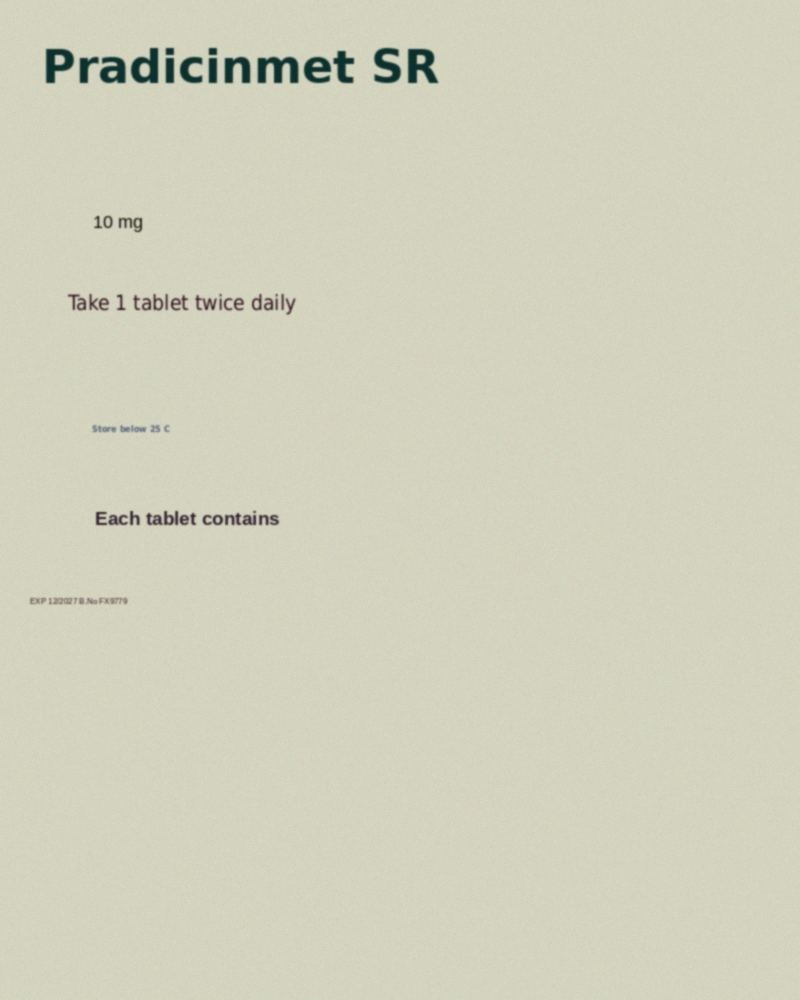 Pradicinmet SR
10 mg
Take 1 tablet twice daily
Store below 25 C
Each tablet contains
EXP 12/2027 B.No FX9779